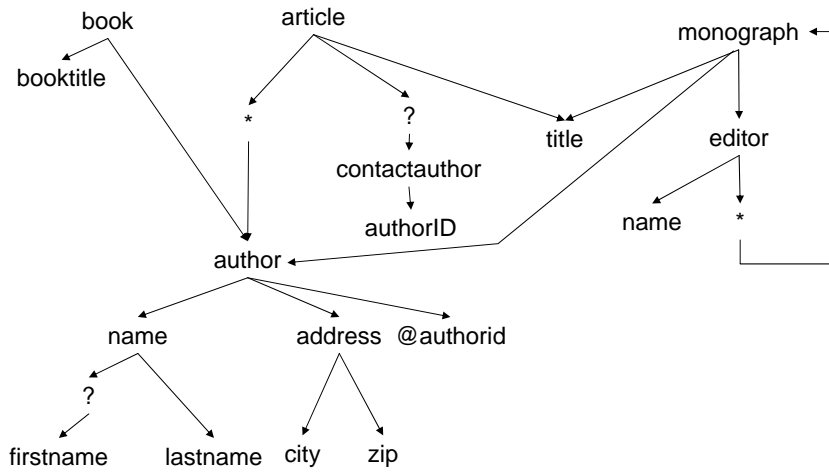 book
article
monograph
booktitle
*
?
title
editor
contactauthor
name
*
authorID
author
name
address
@authorid
?
firstname
lastname
city
zip